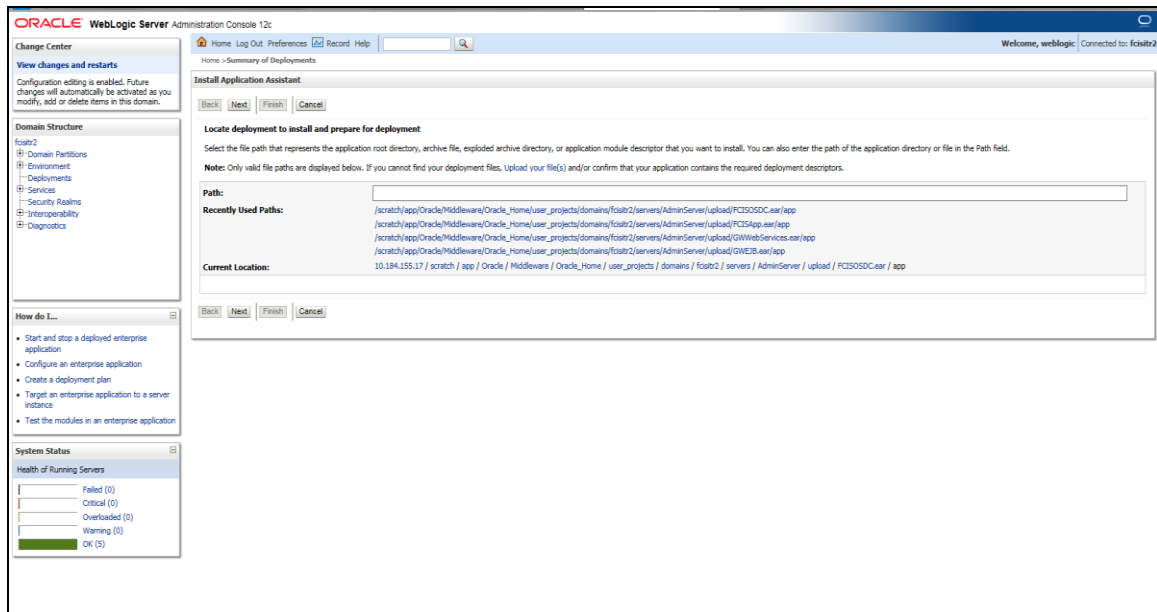 ORACLE WebLogic Server Administration Console 12c
Change Center
View changes and restarts
Configuration editing is enabled. Future
changes will automatically be activated as you
modify, add or delete items in this domain.
Domain Structure
fcisitr2
Domain Partitions
Environment
Deployments
Services
Security Realms
Interoperability
Diagnostics
How do I...
Start and stop a deployed enterprise
application
Configure an enterprise application
Create a deployment plan
Target an enterprise application to a server
instance
Test the modules in an enterprise application
System Status
Health of Running Servers
Failed (0)
Critical (0)
Overloaded (0)
Warning (0)
OK (5)
Home Log Out Preferences Record Help
Welcome, weblogic Connected to: fcisitr2
Home >Summary of Deployments
Install Application Assistant
Back Next Finish Cancel
Locate deployment to install and prepare for deployment
Select the file path that represents the application root directory, archive file, exploded archive directory, or application module descriptor that you want to install. You can also enter the path of the application directory or file in the Path field.
Note: Only valid file paths are displayed below. If you cannot find your deployment files, Upload your file(s) and/or confirm that your application contains the required deployment descriptors.
Path:
Recently Used Paths: /scratch/app/Oracle/Middleware/Oracle_Home/user_projects/domains/fcisitr2/servers/AdminServer/upload/FCISOSDC.ear/app
/scratch/app/Oracle/Middleware/Oracle_Home/user_projects/domains/fcisitr2/servers/AdminServer/upload/FCISApp.ear/app
/scratch/app/Oracle/Middleware/Oracle_Home/user_projects/domains/fcisitr2/servers/AdminServer/upload/GWWebServices.ear/app
/scratch/app/Oracle/Middleware/Oracle_Home/user_projects/domains/fcisitr2/servers/AdminServer/upload/GWEJB.ear/app
Current Location: 10.184.155.17 / scratch / app / Oracle / Middleware / Oracle_Home / user_projects / domains / fcisitr2 / servers / AdminServer / upload / FCISOSDC.ear / app
Back Next Finish Cancel